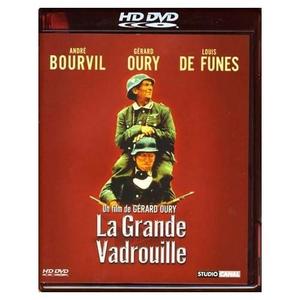 HD DVD
ANDRÉ GÉRARD LOUIS
BOURVIL OURY DE FUNES
Un film de GÉRARD OURY
La Grande
Vadrouille
HD DVD STUDIO CANAL